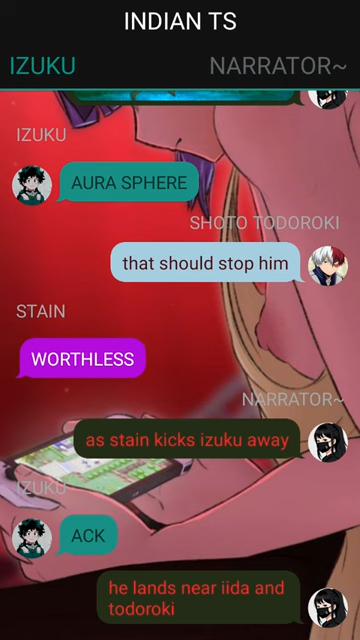 INDIAN TS
IZUKU NARRATOR~
IZUKU
AURA SPHERE
SHOTO TODOROKI
that should stop him
STAIN
WORTHLESS
NARRATOR~
as stain kicks izuku away
IZUKU
ACK
he lands near iida and
todoroki